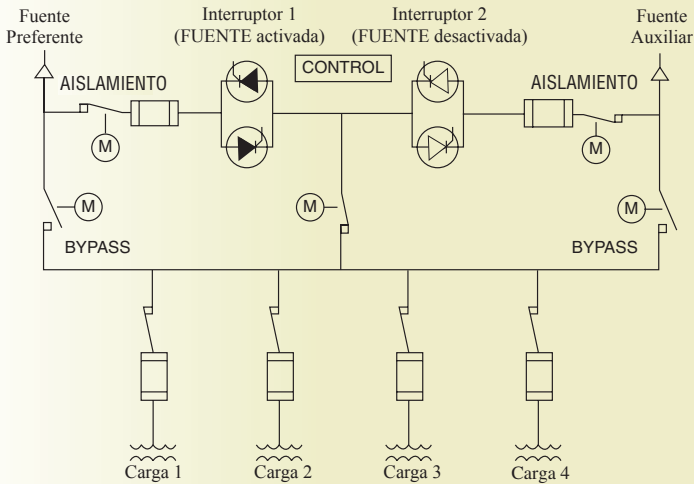 Fuente
Preferente
Interruptor 1
(FUENTE activada)
Interruptor 2
(FUENTE desactivada)
Fuente
Auxiliar
CONTROL
AISLAMIENTO
AISLAMIENTO
M
M
M
M
M
BYPASS
BYPASS
Carga 1
Carga 2
Carga 3
Carga 4